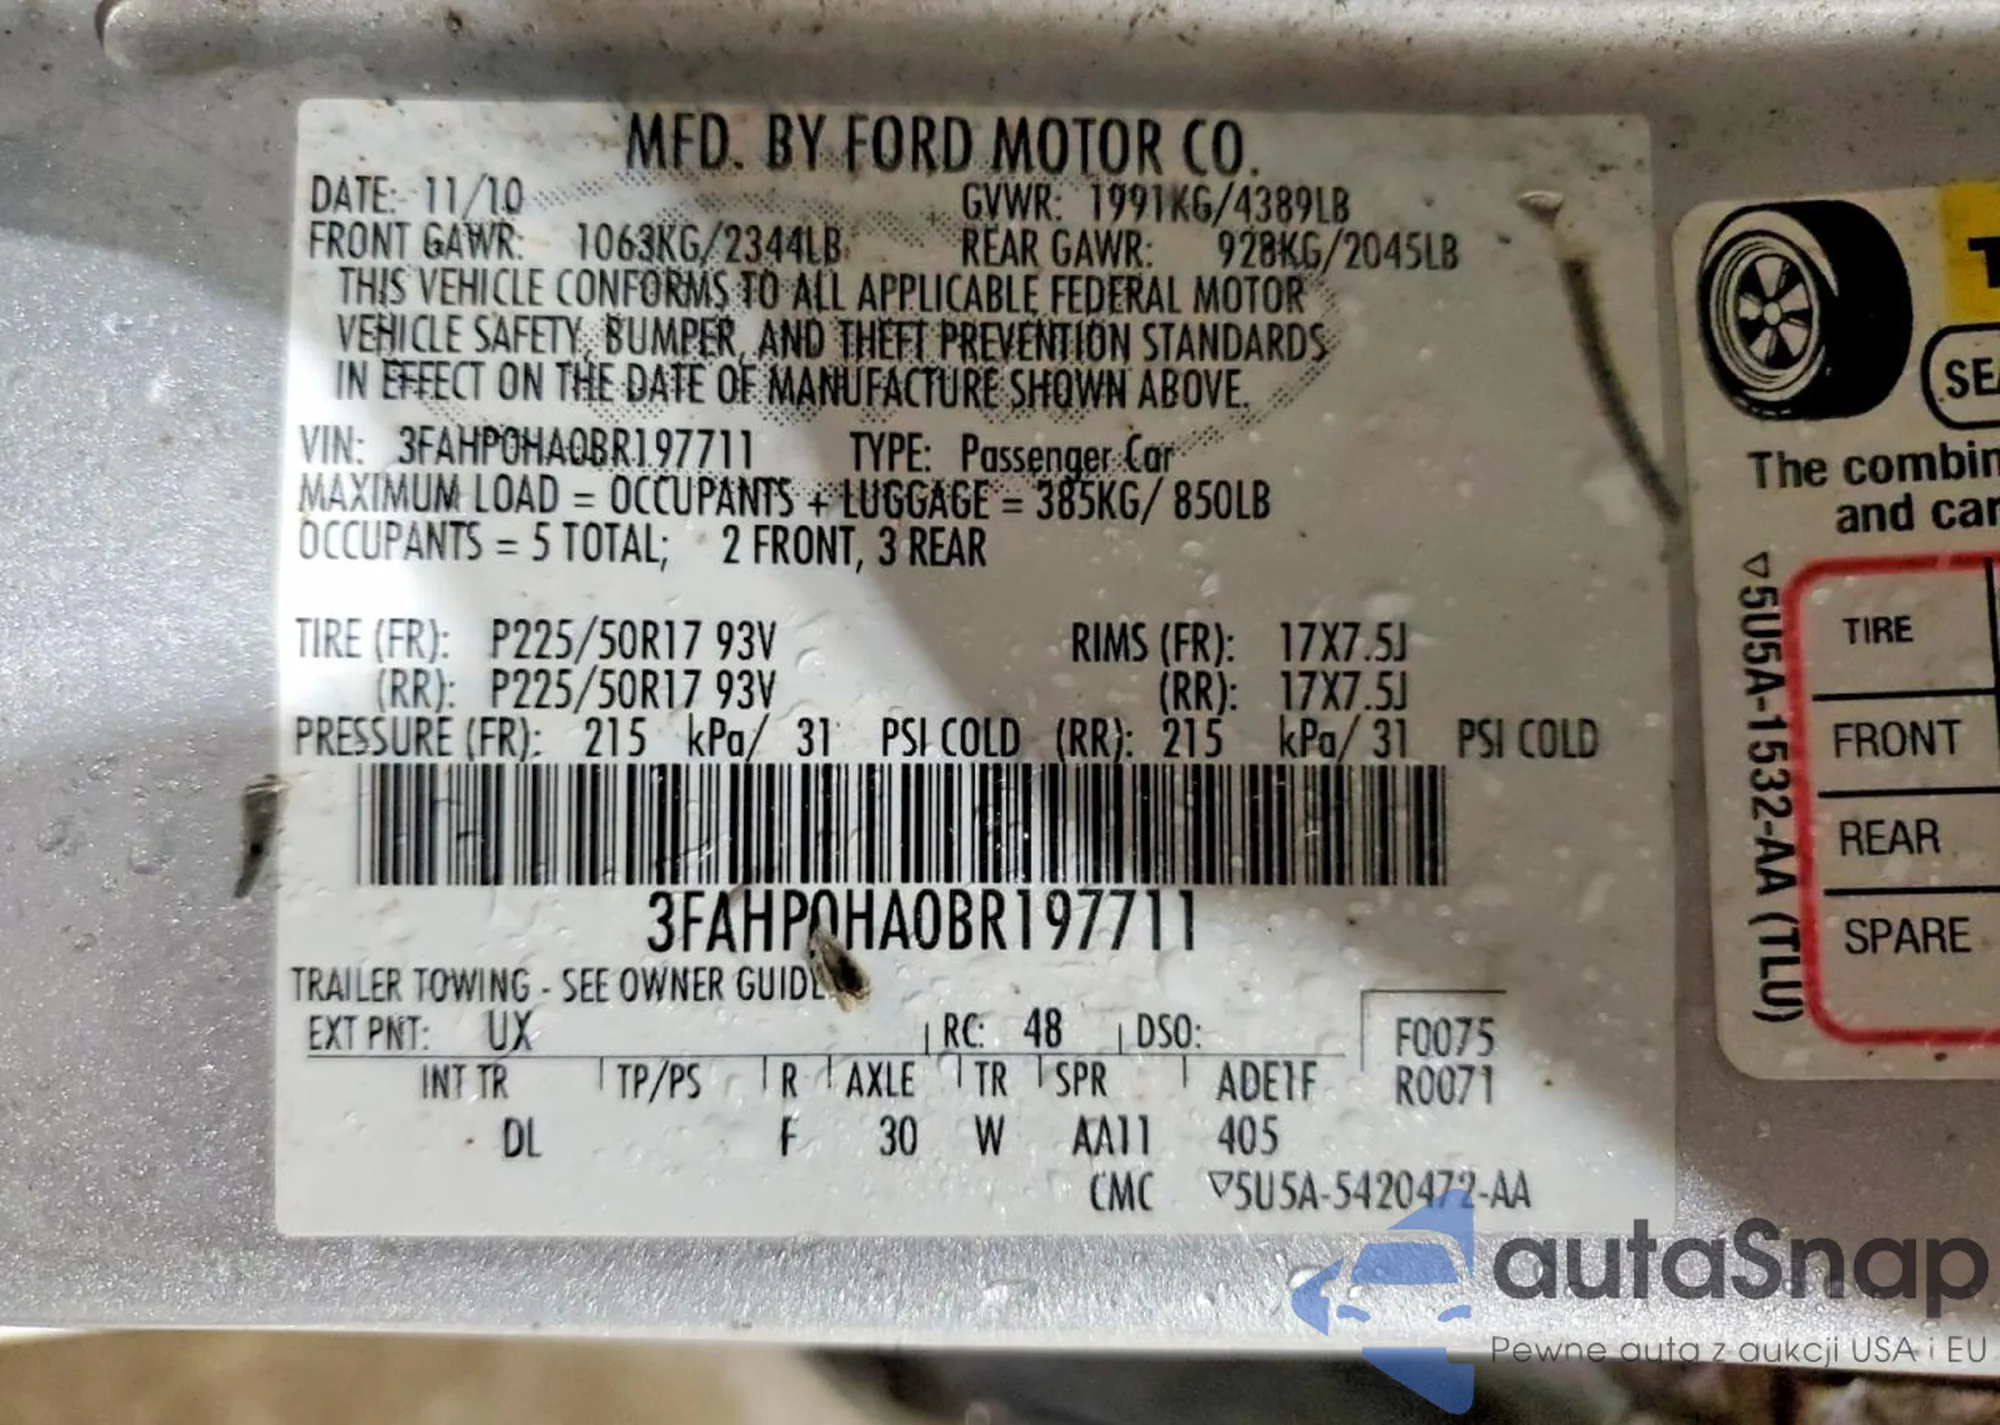 MFD. BY FORD MOTOR CO.
DATE: 11/10 GVWR: 1991KG/4389LB
FRONT GAWR: 1063KG/2344LB REAR GAWR: 928KG/2045LB
THIS VEHICLE CONFORMS TO ALL APPLICABLE FEDERAL MOTOR
VEHICLE SAFETY, BUMPER, AND THEFT PREVENTION STANDARDS
IN EFFECT ON THE DATE OF MANUFACTURE SHOWN ABOVE.
VIN: 3FAHP0HA0BR197711 TYPE: Passenger Car
MAXIMUM LOAD = OCCUPANTS + LUGGAGE = 385KG/ 850LB
OCCUPANTS = 5 TOTAL; 2 FRONT, 3 REAR
TIRE (FR): P225/50R17 93V RIMS (FR): 17X7.5J
(RR): P225/50R17 93V (RR): 17X7.5J
PRESSURE (FR): 215 kPa/ 31 PSI COLD (RR): 215 kPa/ 31 PSI COLD
3FAHP0HA0BR197711
TRAILER TOWING - SEE OWNER GUIDE
EXT PNT: UX RC: 48 DSO: F0075
INT TR TP/PS R AXLE TR SPR ADE1F R0071
DL F 30 W AA11 405
CMC ▽5U5A-5420472-AA
The
and
▽5U5A-1532-AA (TLU)
TIRE
FRONT
REAR
SPARE
autaSnap
Pewne auta z aukcji USA i EU